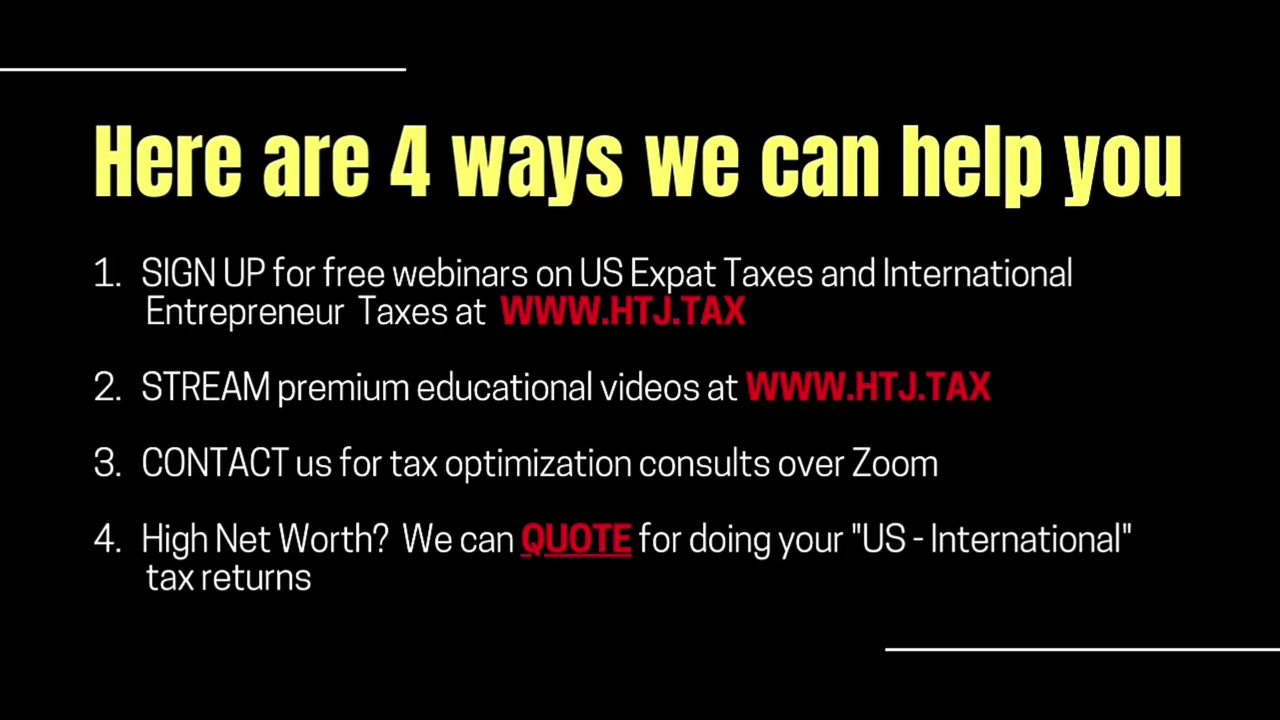 Here are 4 ways we can help you
1. SIGN UP for free webinars on US Expat Taxes and International
Entrepreneur Taxes at WWW.HTJ.TAX
2. STREAM premium educational videos at WWW.HTJ.TAX
3. CONTACT us for tax optimization consults over Zoom
4. High Net Worth? We can QUOTE for doing your "US - International"
tax returns